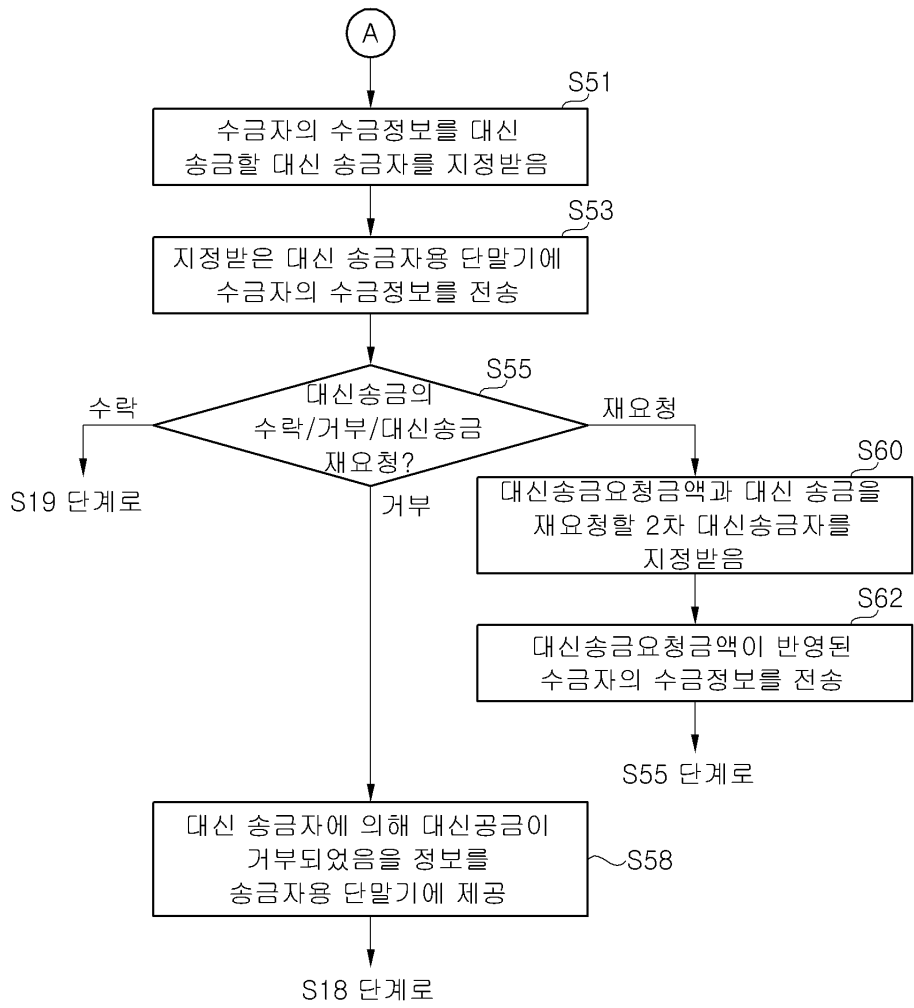 A
S51
수금자의 수금정보를 대신
송금할 대신 송금자를 지정받음
S53
지정받은 대신 송금자용 단말기에
수금자의 수금정보를 전송
S55
대신송금의
수락/거부/대신송금
재요청?
수락
재요청
S19 단계로
거부
S60
대신송금요청금액과 대신 송금을
재요청할 2차 대신송금자를
지정받음
S62
대신송금요청금액이 반영된
수금자의 수금정보를 전송
S55 단계로
대신 송금자에 의해 대신공금이
거부되었음을 정보를
송금자용 단말기에 제공
S58
S18 단계로